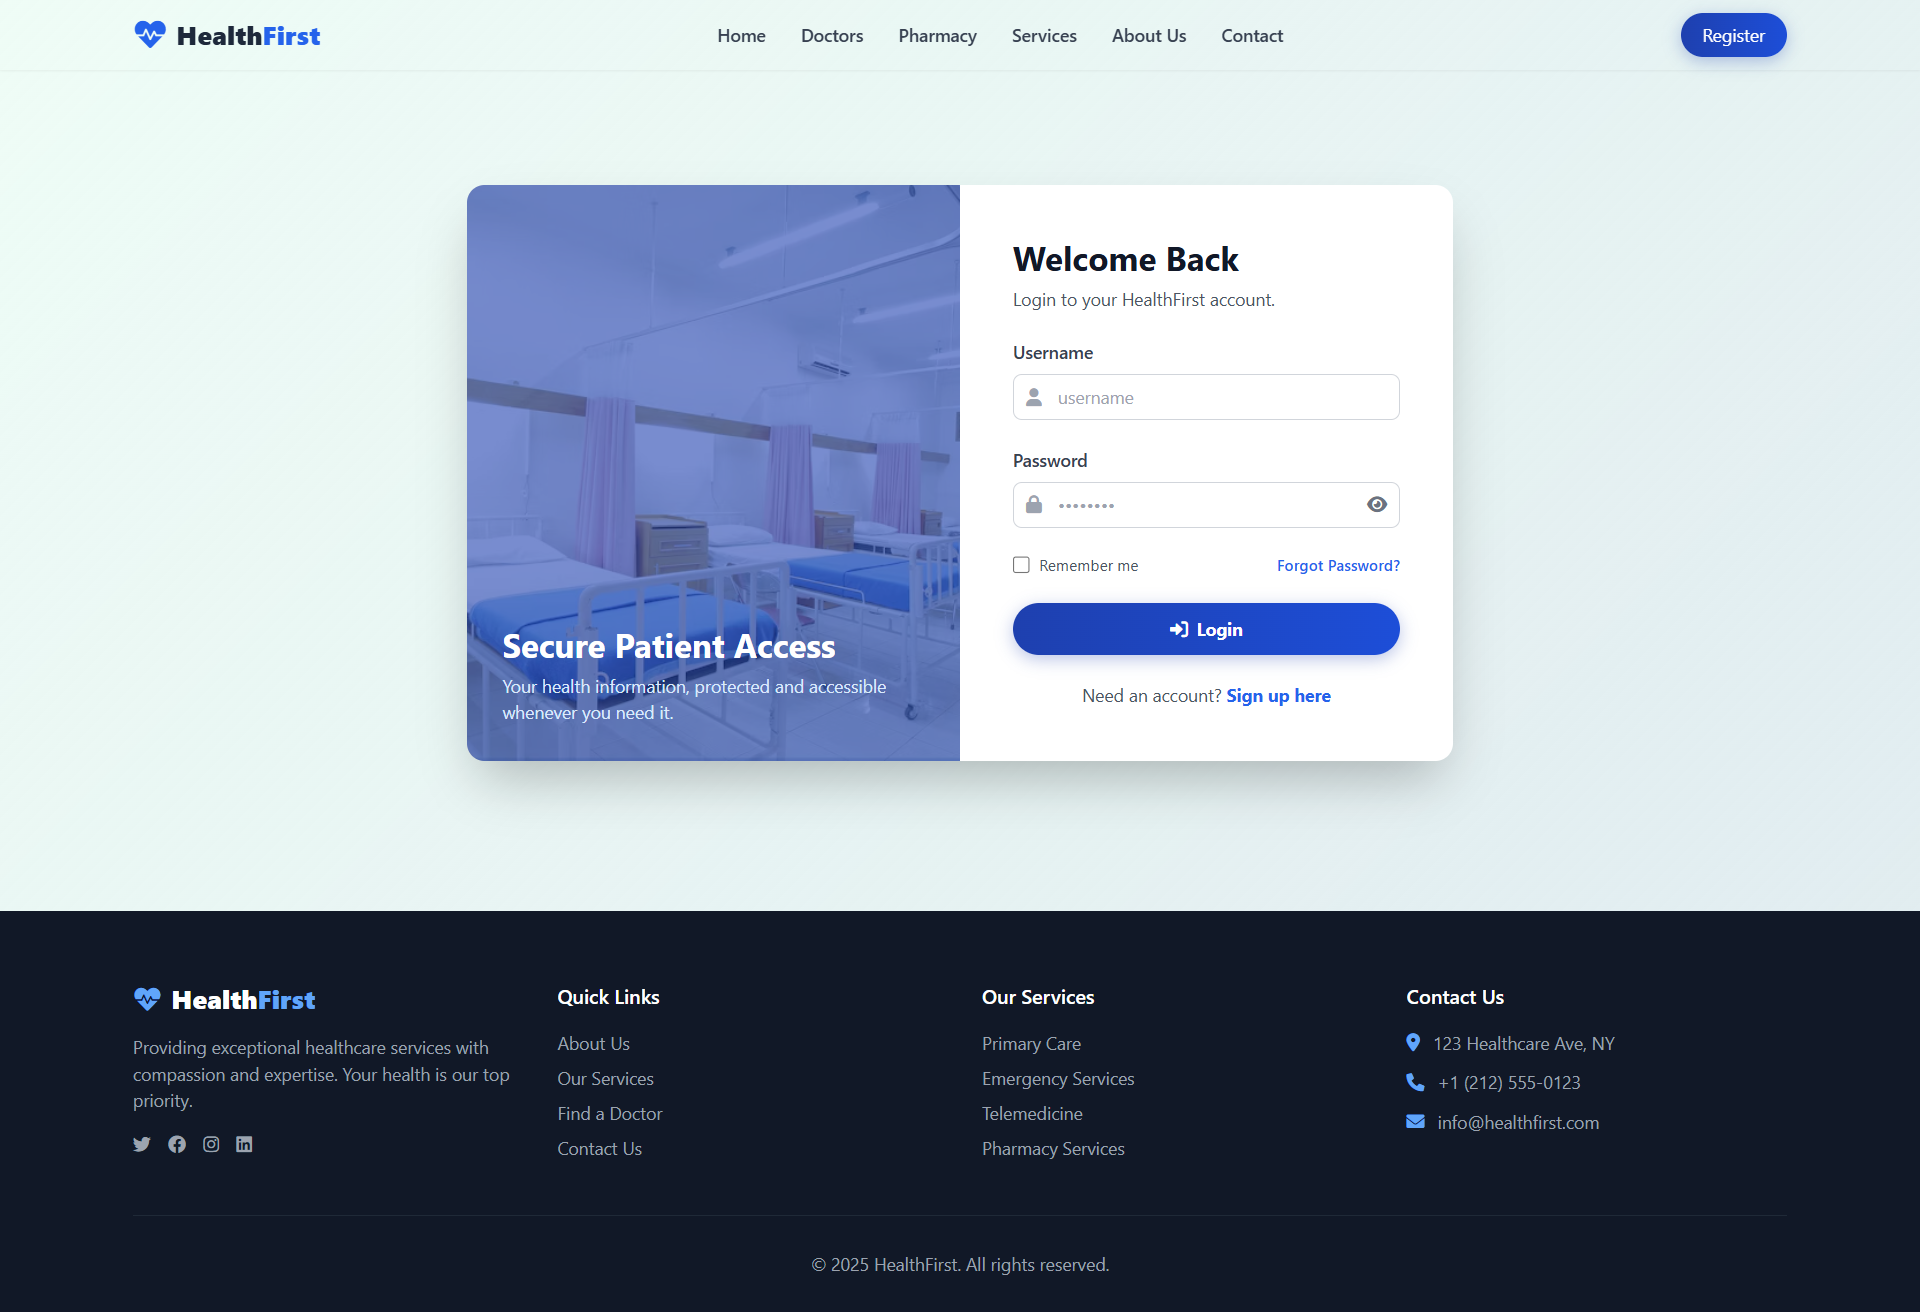 HealthFirst
Home
Doctors
Pharmacy
Services
About Us
Contact
Register
Secure Patient Access
Your health information, protected and accessible
whenever you need it.
Welcome Back
Login to your HealthFirst account.
Username
username
Password
••••••••
Remember me
Forgot Password?
Login
Need an account? Sign up here
HealthFirst
Providing exceptional healthcare services with
compassion and expertise. Your health is our top
priority.
Quick Links
About Us
Our Services
Find a Doctor
Contact Us
Our Services
Primary Care
Emergency Services
Telemedicine
Pharmacy Services
Contact Us
123 Healthcare Ave, NY
+1 (212) 555-0123
info@healthfirst.com
© 2025 HealthFirst. All rights reserved.